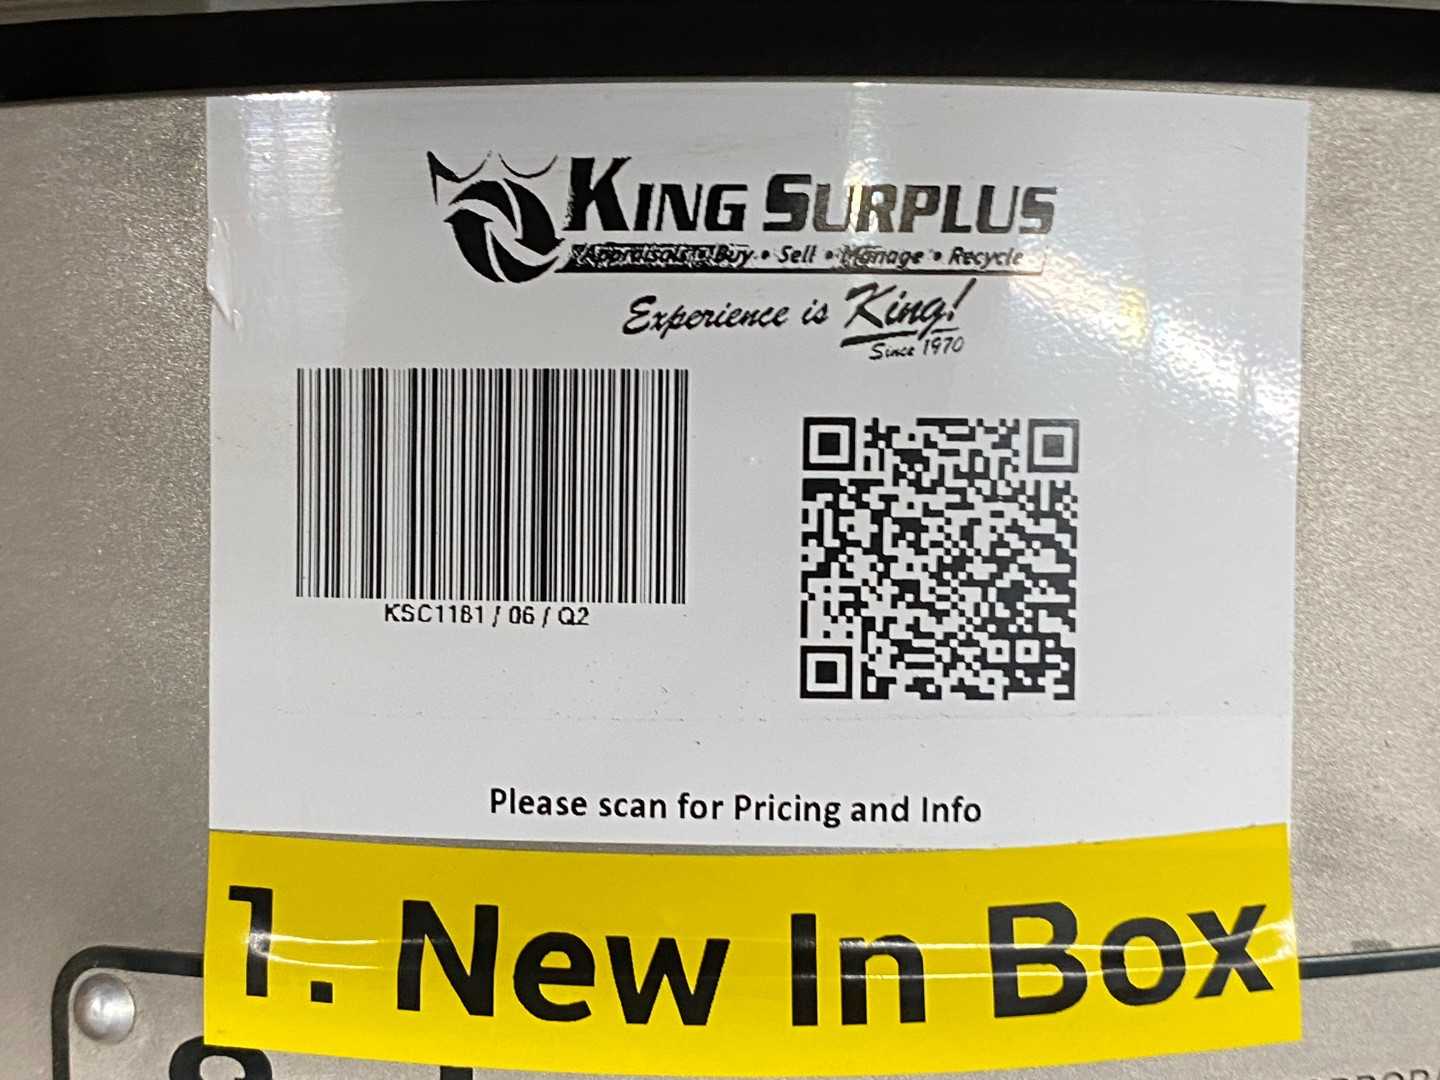 KING SURPLUS
Appraisals • Buy • Sell • Manage • Recycle
Experience is King!
Since 1970
KSC1181 / 06 / Q2
Please scan for Pricing and Info
1. New In Box